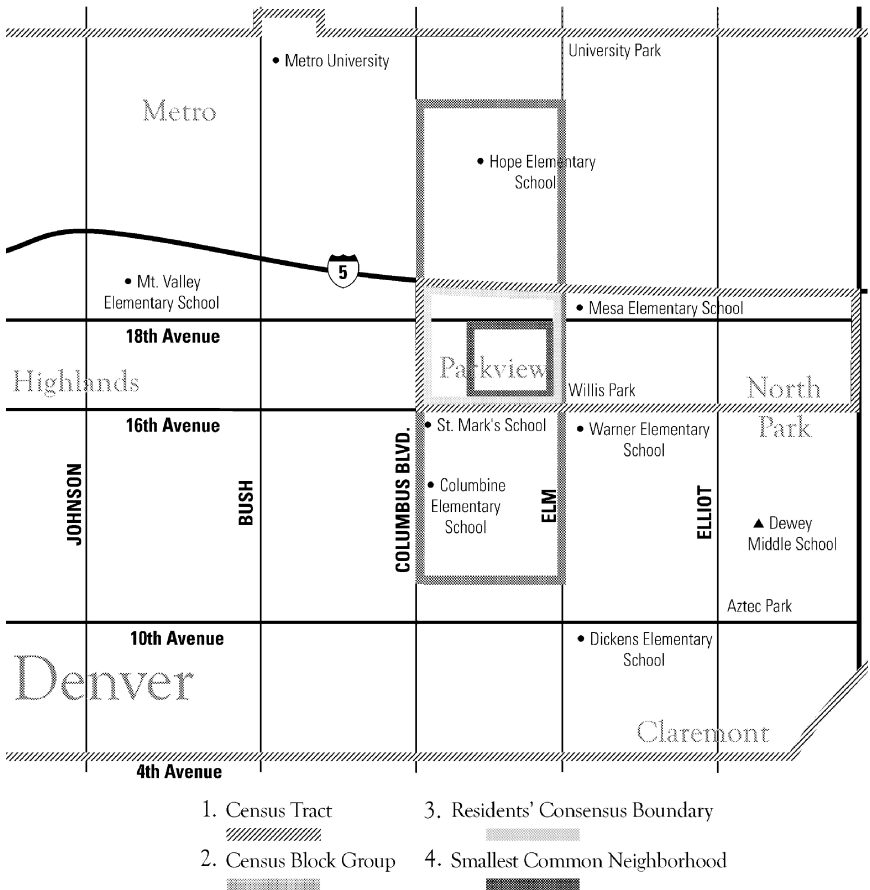 University Park
Metro University
Metro
Hope Elementary
School
5
Mt. Valley
Elementary School
Mesa Elementary School
18th Avenue
Highlands
Parkview
Willis Park
North
Park
16th Avenue
St. Mark's School
Warner Elementary
School
JOHNSON
BUSH
COLUMBUS BLVD.
Columbine
Elementary
School
ELM
ELLIOT
Dewey
Middle School
Aztec Park
10th Avenue
Dickens Elementary
School
Denver
Claremont
4th Avenue
1. Census Tract
2. Census Block Group
3. Residents' Consensus Boundary
4. Smallest Common Neighborhood